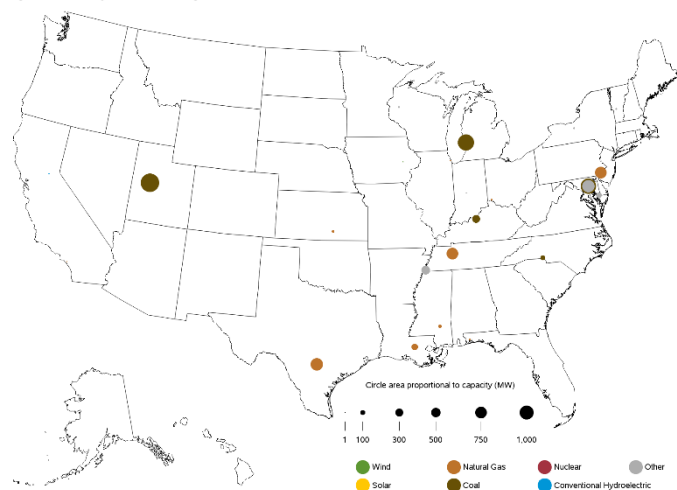 Circle area proportional to capacity (MW)
1 100 300 500 750 1,000
Wind Natural Gas Nuclear Other
Solar Coal Conventional Hydroelectric